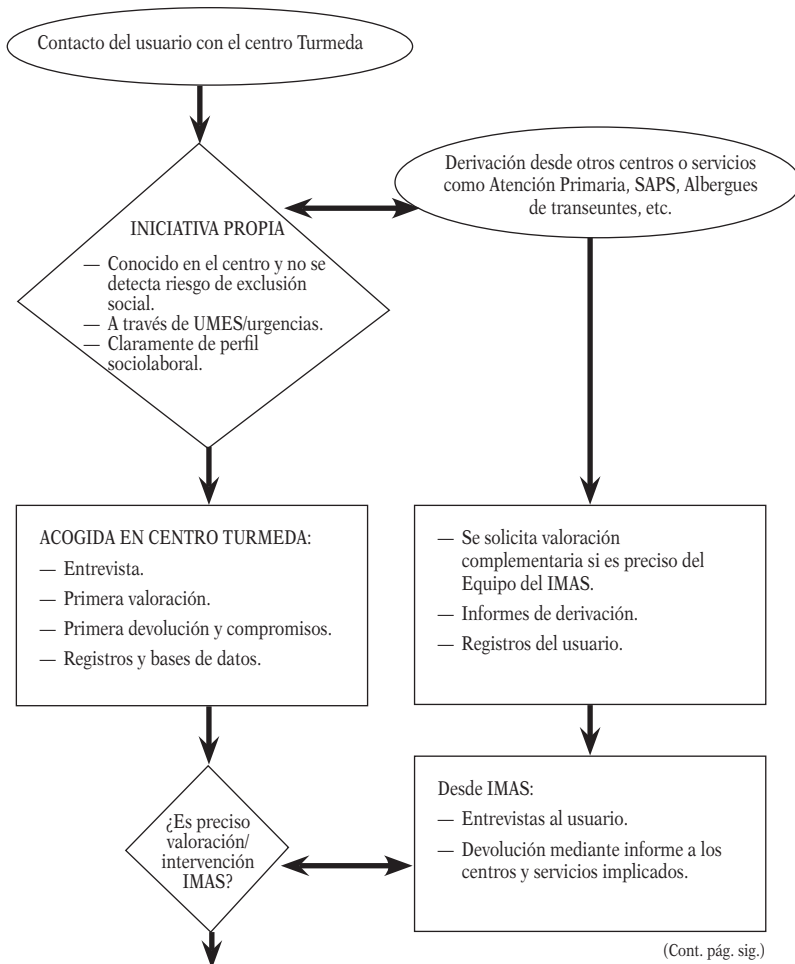 Contacto del usuario con el centro Turmeda
Derivación desde otros centros o servicios
como Atención Primaria, SAPS, Albergues
de transeuntes, etc.
INICIATIVA PROPIA
— Conocido en el centro y no se
detecta riesgo de exclusión
social.
— A través de UMES/urgencias.
— Claramente de perfil
sociolaboral.
ACOGIDA EN CENTRO TURMEDA:
— Entrevista.
— Primera valoración.
— Primera devolución y compromisos.
— Registros y bases de datos.
— Se solicita valoración
complementaria si es preciso del
Equipo del IMAS.
— Informes de derivación.
— Registros del usuario.
¿Es preciso
valoración/
intervención
IMAS?
Desde IMAS:
— Entrevistas al usuario.
— Devolución mediante informe a los
centros y servicios implicados.
(Cont. pág. sig.)